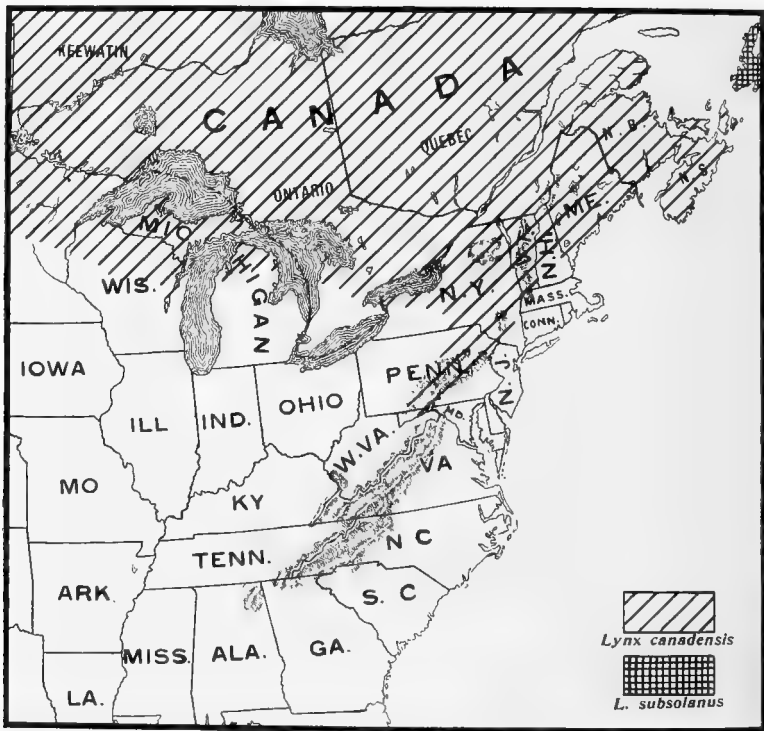 KEEWATIN
CANADA
QUEBEC
N. B.
N. S.
ONTARIO
ME.
MICHIGAN
WIS.
N.Y.
VT.
N.H.
MASS.
CONN.
IOWA
PENN.
N.J.
ILL
IND.
OHIO
MD.
W.VA.
VA
MO
KY
TENN.
N C
ARK.
S. C
MISS.
ALA.
GA.
LA.
Lynx canadensis
L. subsolanus